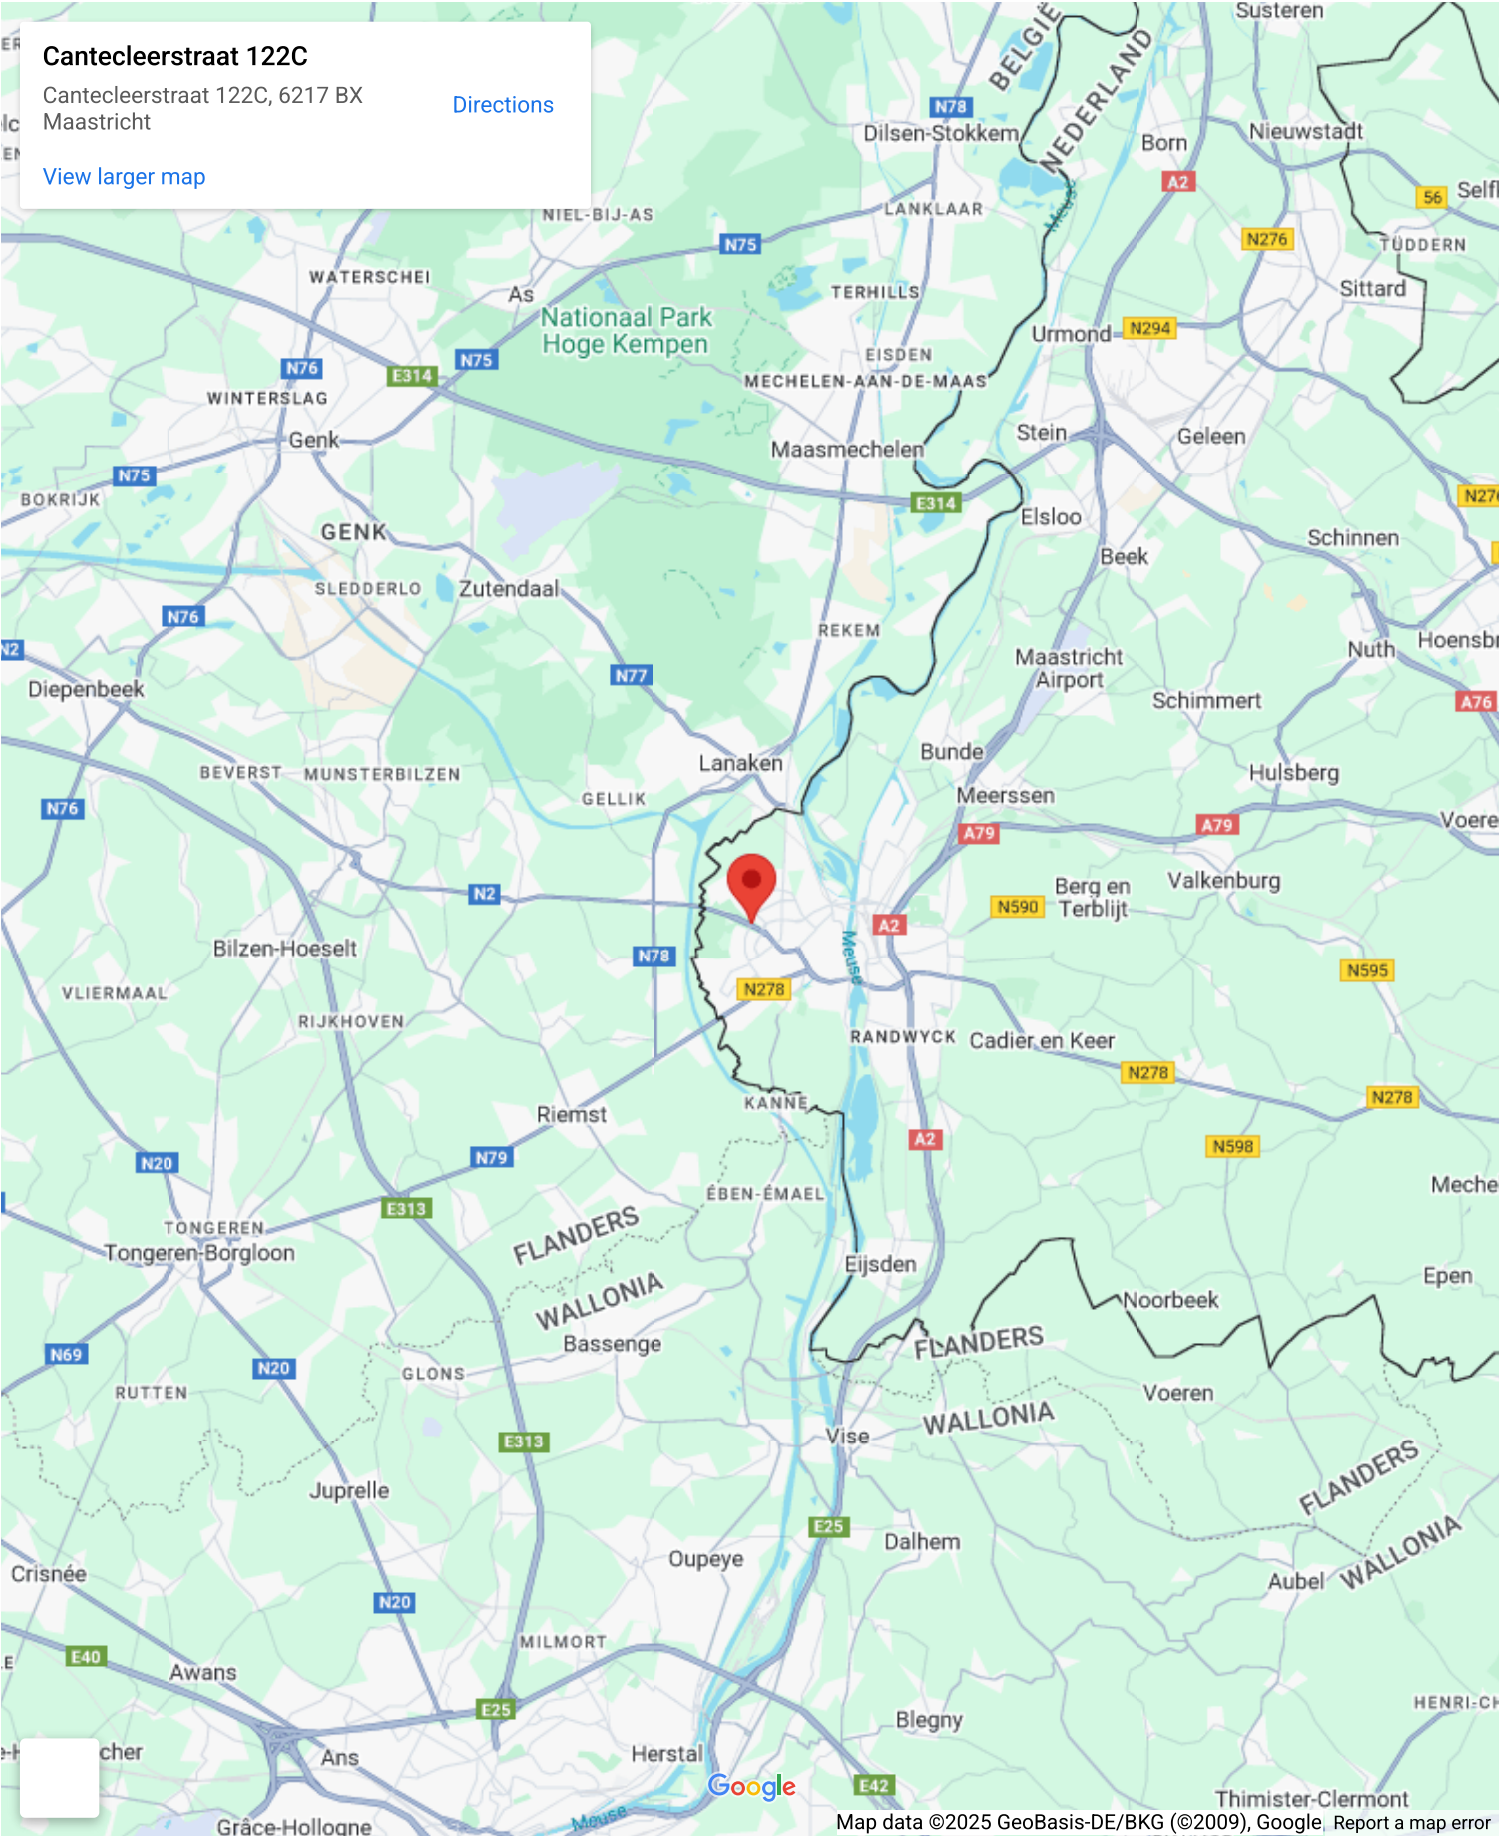 Cantecleerstraat 122C
Cantecleerstraat 122C, 6217 BX
Maastricht
Directions
View larger map
Susteren
BELGIË
NEDERLAND
N78
Dilsen-Stokkem
Nieuwstadt
Born
A2
56
Meuse
NIEL-BIJ-AS
LANKLAAR
N75
N276
TÜDDERN
WATERSCHEI
As
TERHILLS
Sittard
Nationaal Park
Hoge Kempen
Urmond
N294
EISDEN
N76
E314
N75
MECHELEN-AAN-DE-MAAS
WINTERSLAG
Genk
Stein
Geleen
Maasmechelen
N75
BOKRIJK
E314
Elsloo
GENK
Schinnen
Beek
SLEDDERLO
Zutendaal
N76
REKEM
N2
Nuth
Maastricht
Airport
N77
Diepenbeek
Schimmert
A76
Bunde
Lanaken
BEVERST
MUNSTERBILZEN
Hulsberg
GELLIK
Meerssen
N76
A79
A79
Valkenburg
N2
Berg en
Terblijt
N590
A2
Bilzen-Hoeselt
N78
Meuse
N595
VLIERMAAL
N278
RIJKHOVEN
RANDWYCK
Cadier en Keer
N278
N278
KANNE
Riemst
A2
N598
N79
N20
ÉBEN-ÉMAEL
E313
FLANDERS
TONGEREN
Tongeren-Borgloon
Eijsden
Epen
WALLONIA
Noorbeek
Bassenge
FLANDERS
N69
N20
GLONS
RUTTEN
Voeren
WALLONIA
Vise
E313
FLANDERS
Juprelle
E25
Dalhem
WALLONIA
Oupeye
Crisnée
Aubel
N20
MILMORT
E40
Awans
E25
Blegny
Ans
Herstal
Google
E42
Thimister-Clermont
Meuse
Grâce-Hollogne
Map data ©2025 GeoBasis-DE/BKG (©2009), Google
Report a map error